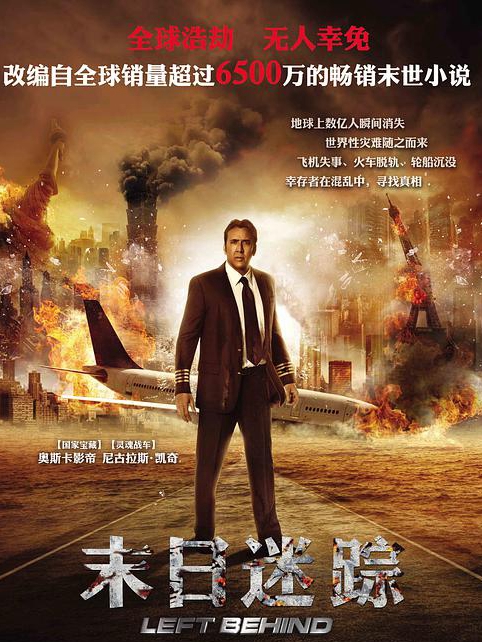 全球浩劫 无人幸免
改编自全球销量超过6500万的畅销末世小说
地球上数亿人瞬间消失
世界性灾难随之而来
飞机失事、火车脱轨、轮船沉没
幸存者在混乱中，寻找真相
【国家宝藏】【灵魂战车】
奥斯卡影帝 尼古拉斯·凯奇
末日迷踪
LEFT BEHIND